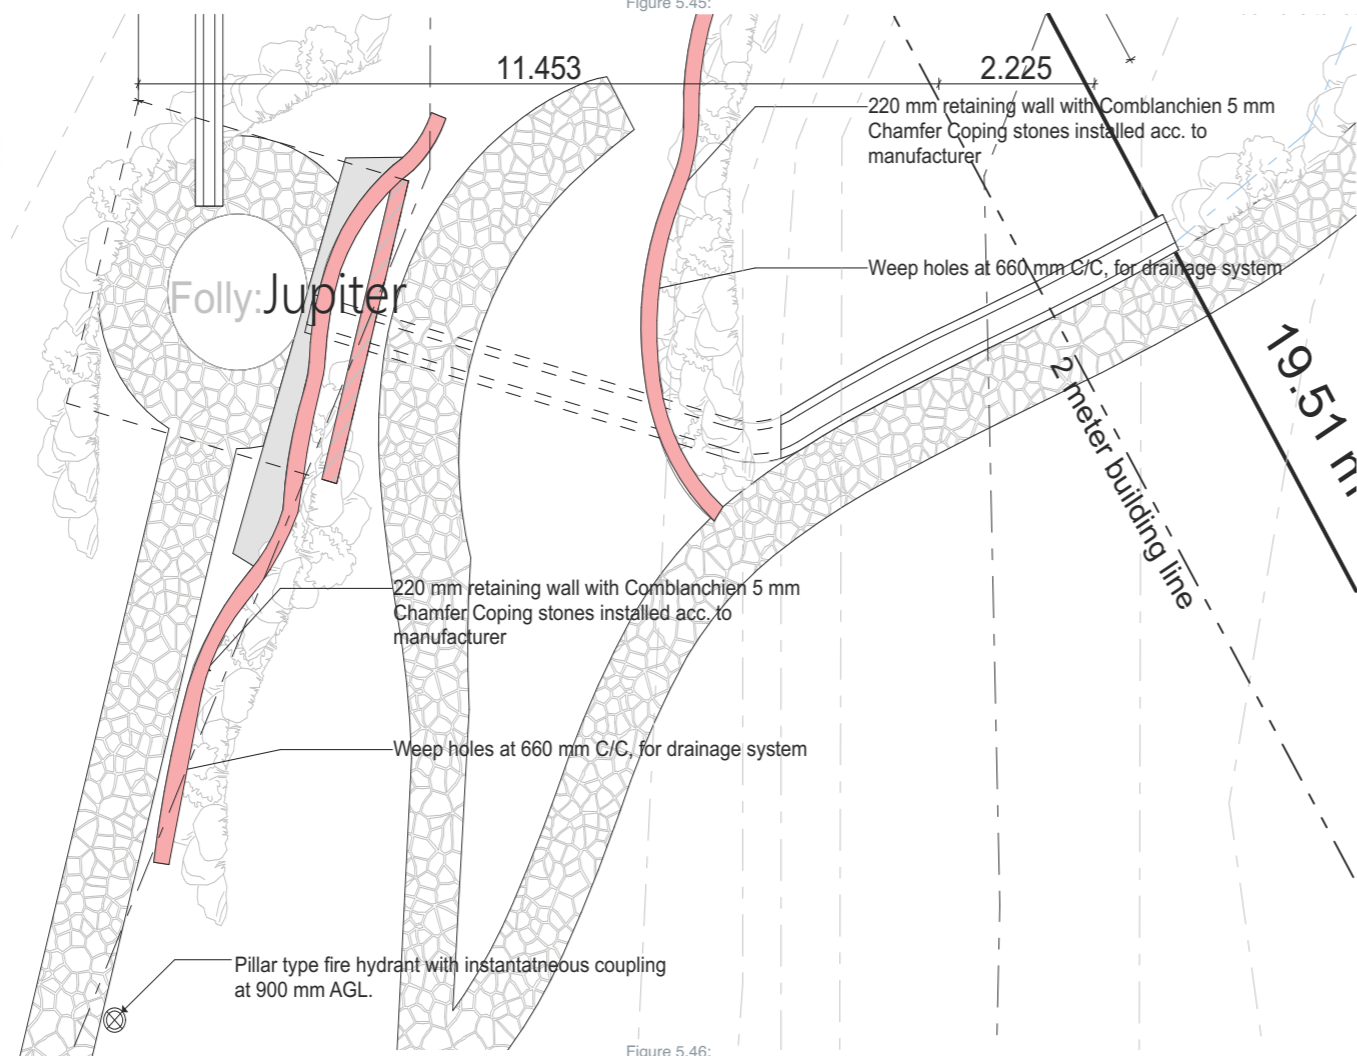 Figure 5.45:
11.453
2.225
220 mm retaining wall with Comblanchien 5 mm
Chamfer Coping stones installed acc. to
manufacturer
Weep holes at 660 mm C/C, for drainage system
Folly:Jupiter
19.51 m
2 meter building line
220 mm retaining wall with Comblanchien 5 mm
Chamfer Coping stones installed acc. to
manufacturer
Weep holes at 660 mm C/C, for drainage system
Pillar type fire hydrant with instantatneous coupling
at 900 mm AGL.
Figure 5.46: